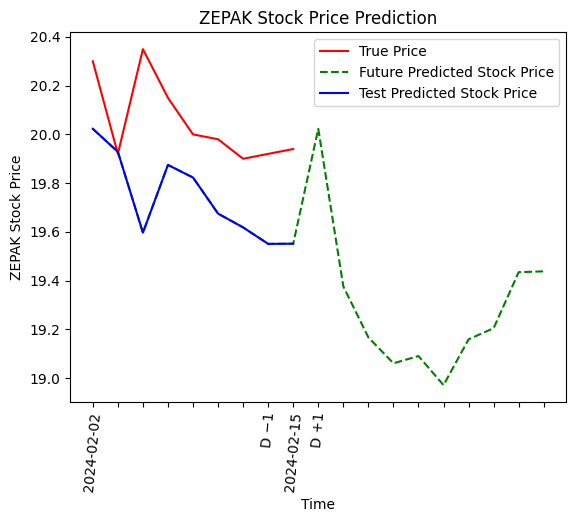 ZEPAK Stock Price Prediction
True Price
Future Predicted Stock Price
Test Predicted Stock Price
ZEPAK Stock Price
20.4
20.2
20.0
19.8
19.6
19.4
19.2
19.0
2024-02-02
D −1
2024-02-15
D +1
Time